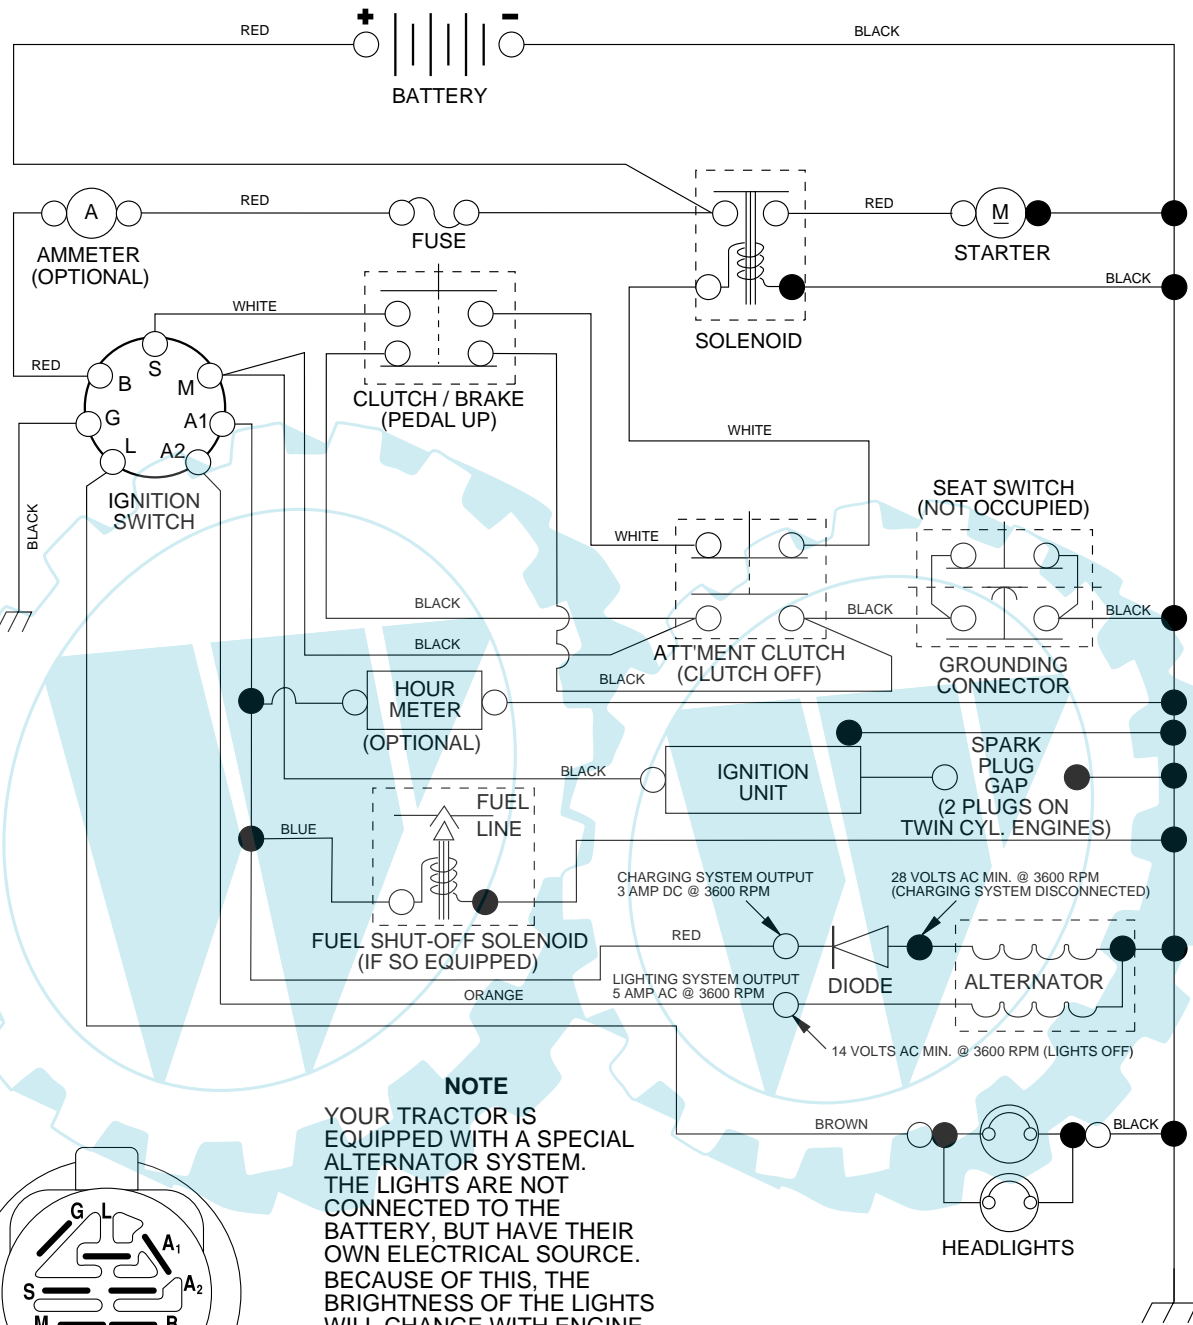 + -
RED
BLACK
BATTERY
A
RED
FUSE
RED
M
STARTER
AMMETER
(OPTIONAL)
BLACK
SOLENOID
WHITE
RED
S
B
M
G
A1
L
A2
IGNITION
SWITCH
BLACK
CLUTCH / BRAKE
(PEDAL UP)
WHITE
SEAT SWITCH
(NOT OCCUPIED)
WHITE
BLACK
BLACK
BLACK
BLACK
ATT'MENT CLUTCH
(CLUTCH OFF)
BLACK
GROUNDING
CONNECTOR
HOUR
METER
(OPTIONAL)
BLACK
IGNITION
UNIT
SPARK
PLUG
GAP
(2 PLUGS ON
TWIN CYL. ENGINES)
FUEL
LINE
BLUE
FUEL SHUT-OFF SOLENOID
(IF SO EQUIPPED)
CHARGING SYSTEM OUTPUT
3 AMP DC @ 3600 RPM
28 VOLTS AC MIN. @ 3600 RPM
(CHARGING SYSTEM DISCONNECTED)
RED
DIODE
ALTERNATOR
LIGHTING SYSTEM OUTPUT
5 AMP AC @ 3600 RPM
ORANGE
14 VOLTS AC MIN. @ 3600 RPM (LIGHTS OFF)
BROWN
BLACK
HEADLIGHTS
NOTE
YOUR TRACTOR IS
EQUIPPED WITH A SPECIAL
ALTERNATOR SYSTEM.
THE LIGHTS ARE NOT
CONNECTED TO THE
BATTERY, BUT HAVE THEIR
OWN ELECTRICAL SOURCE.
BECAUSE OF THIS, THE
BRIGHTNESS OF THE LIGHTS
WILL CHANGE WITH ENGINE
G L
A1
A2
S
M
B